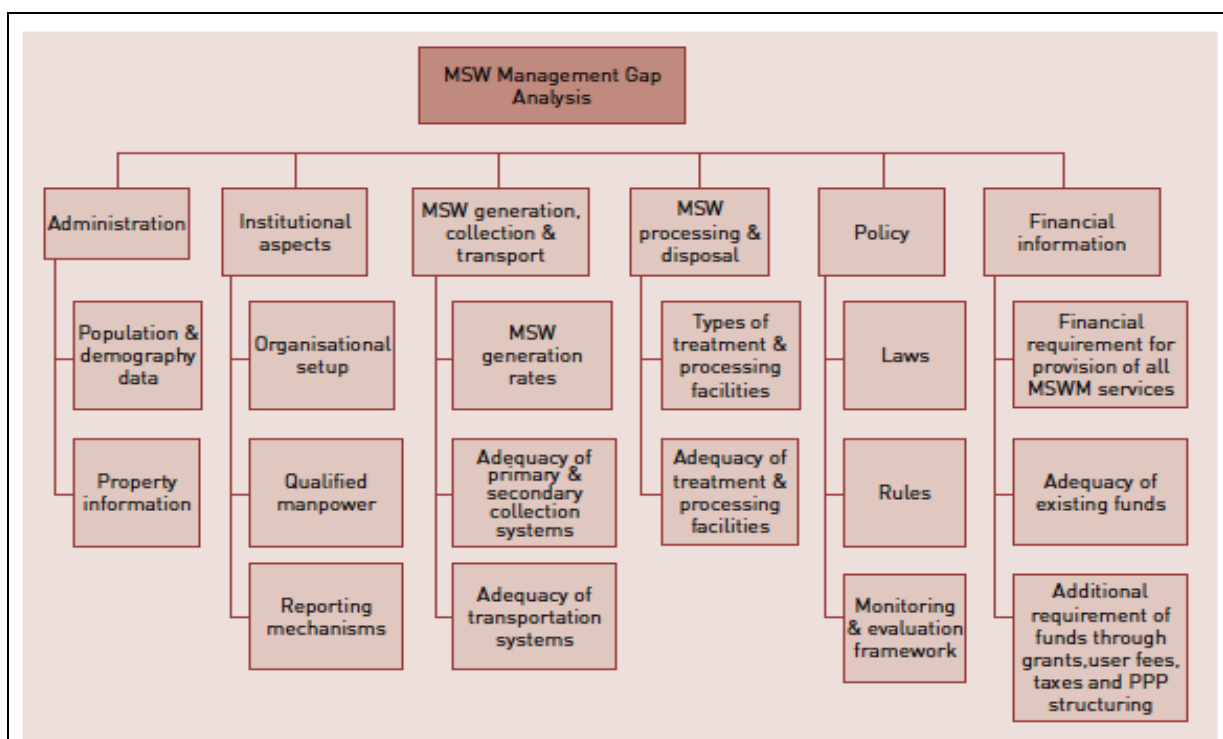 MSW Management Gap
Analysis
Administration
Institutional
aspects
MSW generation,
collection &
transport
MSW
processing &
disposal
Policy
Financial
information
Population &
demography
data
Property
information
Organisational
setup
Qualified
manpower
Reporting
mechanisms
MSW
generation
rates
Adequacy of
primary &
secondary
collection
systems
Adequacy of
transportation
systems
Types of
treatment &
processing
facilities
Adequacy of
treatment &
processing
facilities
Laws
Rules
Monitoring
& evaluation
framework
Financial
requirement for
provision of all
MSWM services
Adequacy of
existing funds
Additional
requirement of
funds through
grants,user fees,
taxes and PPP
structuring